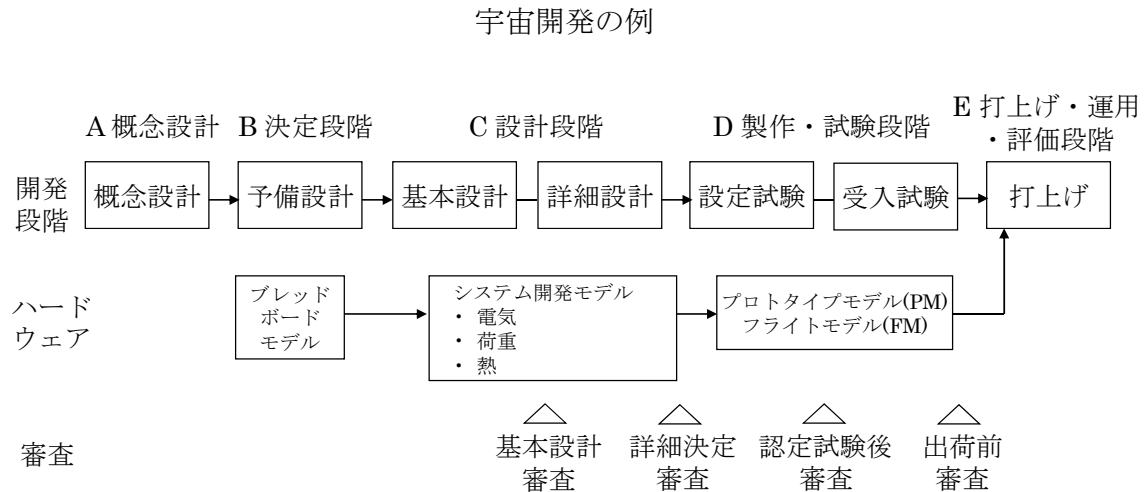 宇宙開発の例
A 概念設計
B 決定段階
C 設計段階
D 製作・試験段階
E 打上げ・運用
・評価段階
開発
段階
概念設計
予備設計
基本設計
詳細設計
設定試験
受入試験
打上げ
ハード
ウェア
ブレッド
ボード
モデル
システム開発モデル
・ 電気
・ 荷重
・ 熱
プロトタイプモデル(PM)
フライトモデル(FM)
審査
基本設計
審査
詳細決定
審査
認定試験後
審査
出荷前
審査